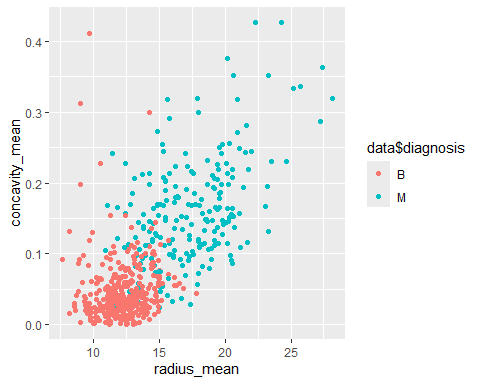 0.4
0.3
0.2
0.1
0.0
concavity_mean
10 15 20 25
radius_mean
data$diagnosis
B
M